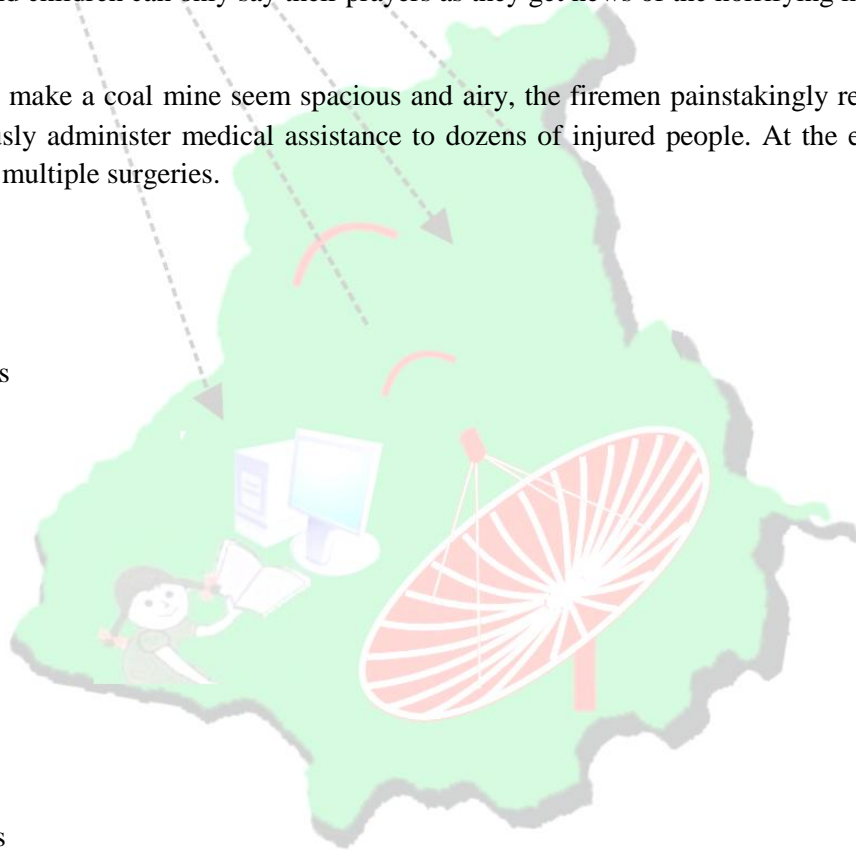 children can only say their prayers as they get news of the horrifying
make a coal mine seem spacious and airy, the firemen painstakingly re
usly administer medical assistance to dozens of injured people. At the e
multiple surgeries.
s
s